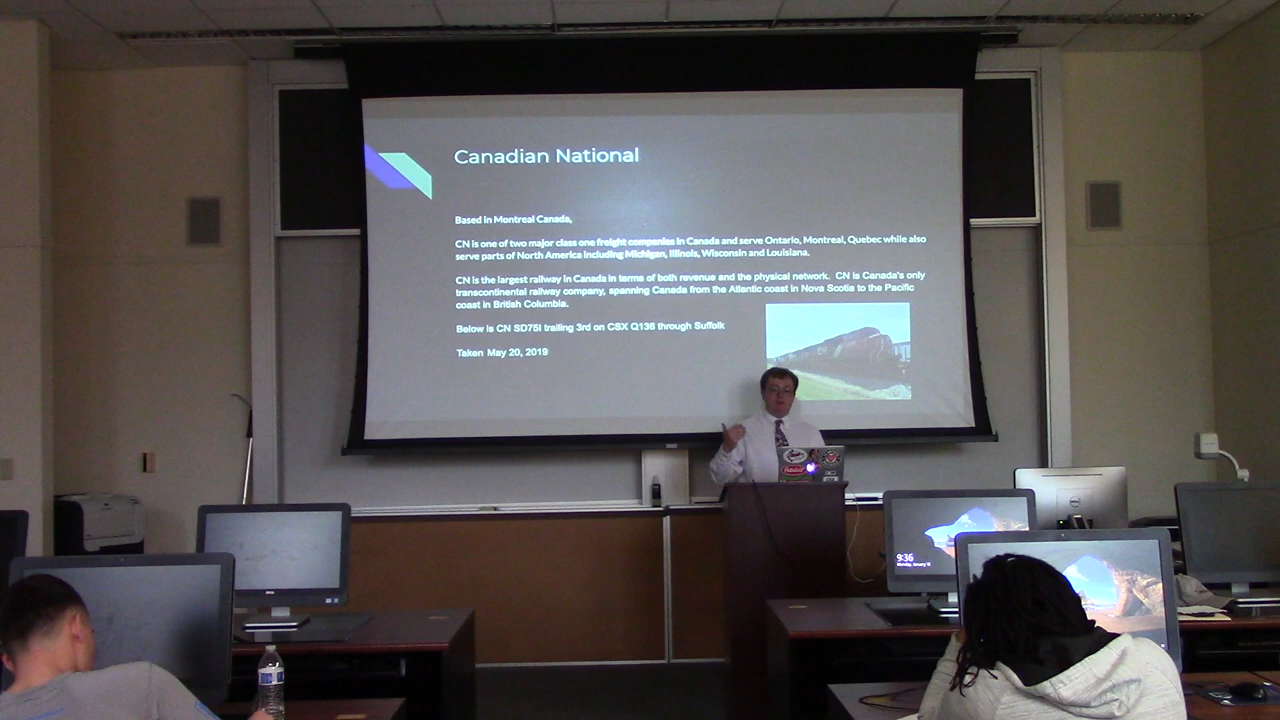 Canadian National
Based in Montreal Canada,
CN is one of two major class one freight companies in Canada and serve Ontario, Montreal, Quebec while also
serve parts of North America including Michigan, Illinois, Wisconsin and Louisiana.
CN is the largest railway in Canada in terms of both revenue and the physical network. CN is Canada's only
transcontinental railway company, spanning Canada from the Atlantic coast in Nova Scotia to the Pacific
coast in British Columbia.
Below is CN SD75I trailing 3rd on CSX Q136 through Suffolk
Taken May 20, 2019
Peterbilt
DELL
9:36